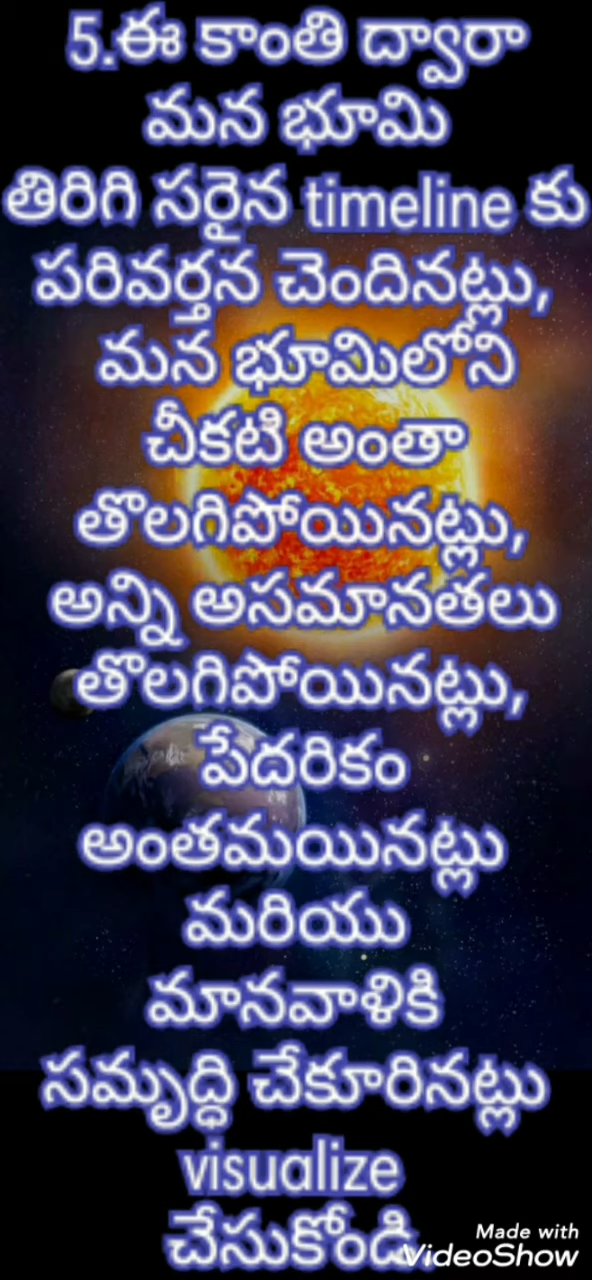 5.ఈ కాంతి ద్వారా
మన భూమి
తిరిగి సరైన timeline కు
పరివర్తన చెందినట్లు,
మన భూమిలోని
చీకటి అంతా
తొలగిపోయినట్లు,
అన్ని అసమానతలు
తొలగిపోయినట్లు,
పేదరికం
అంతమయినట్లు
మరియు
మానవాళికి
సమృద్ధి చేకూరినట్లు
visualize
చేసుకోండి
Made with
VideoShow